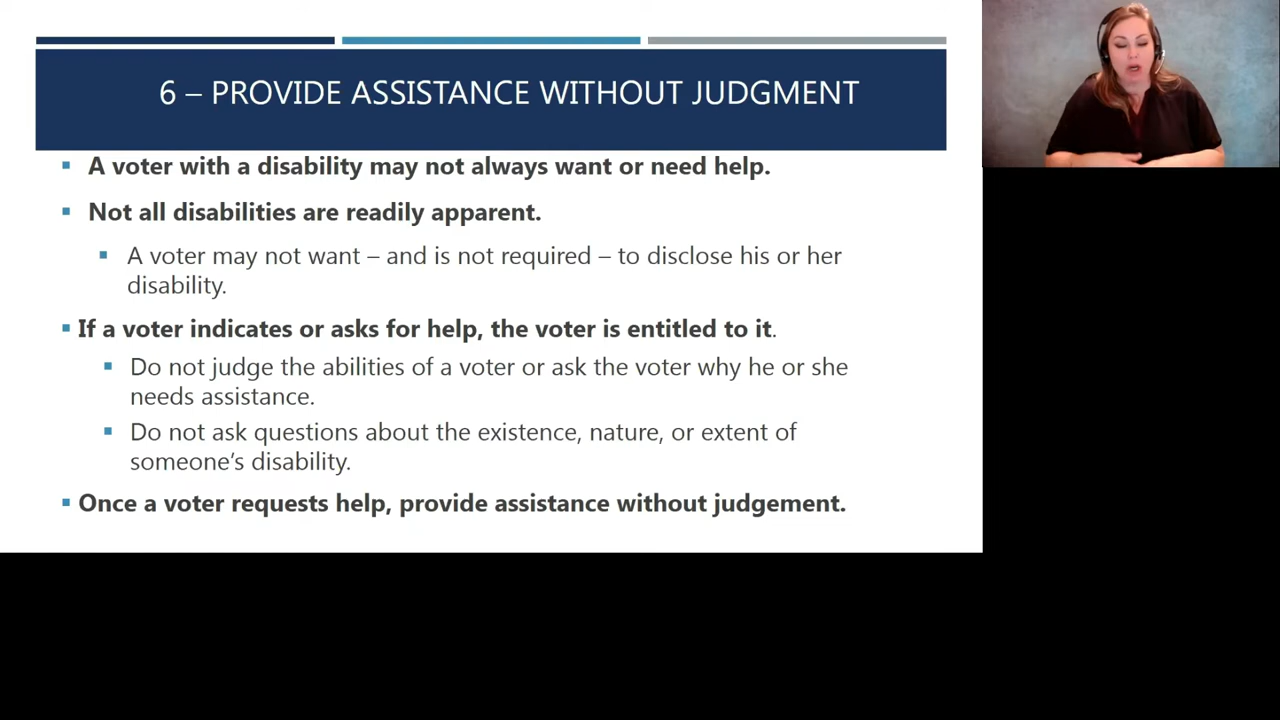 6 – PROVIDE ASSISTANCE WITHOUT JUDGMENT
▪ A voter with a disability may not always want or need help.
▪ Not all disabilities are readily apparent.
▪ A voter may not want – and is not required – to disclose his or her
disability.
▪ If a voter indicates or asks for help, the voter is entitled to it.
▪ Do not judge the abilities of a voter or ask the voter why he or she
needs assistance.
▪ Do not ask questions about the existence, nature, or extent of
someone’s disability.
▪ Once a voter requests help, provide assistance without judgement.